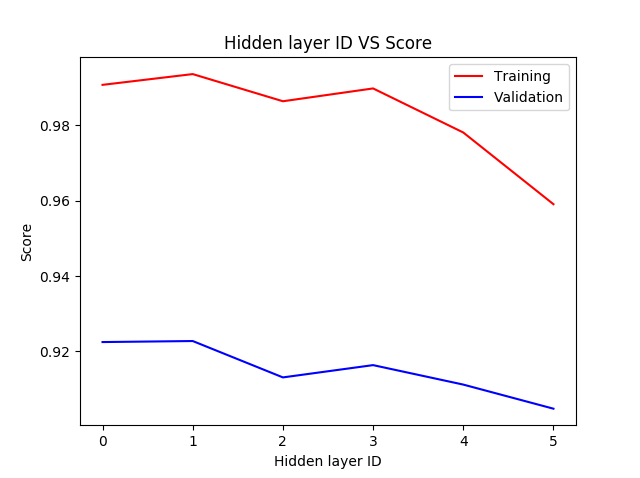 Hidden layer ID VS Score
Training
Validation
0.98
0.96
0.94
0.92
Score
0 1 2 3 4 5
Hidden layer ID